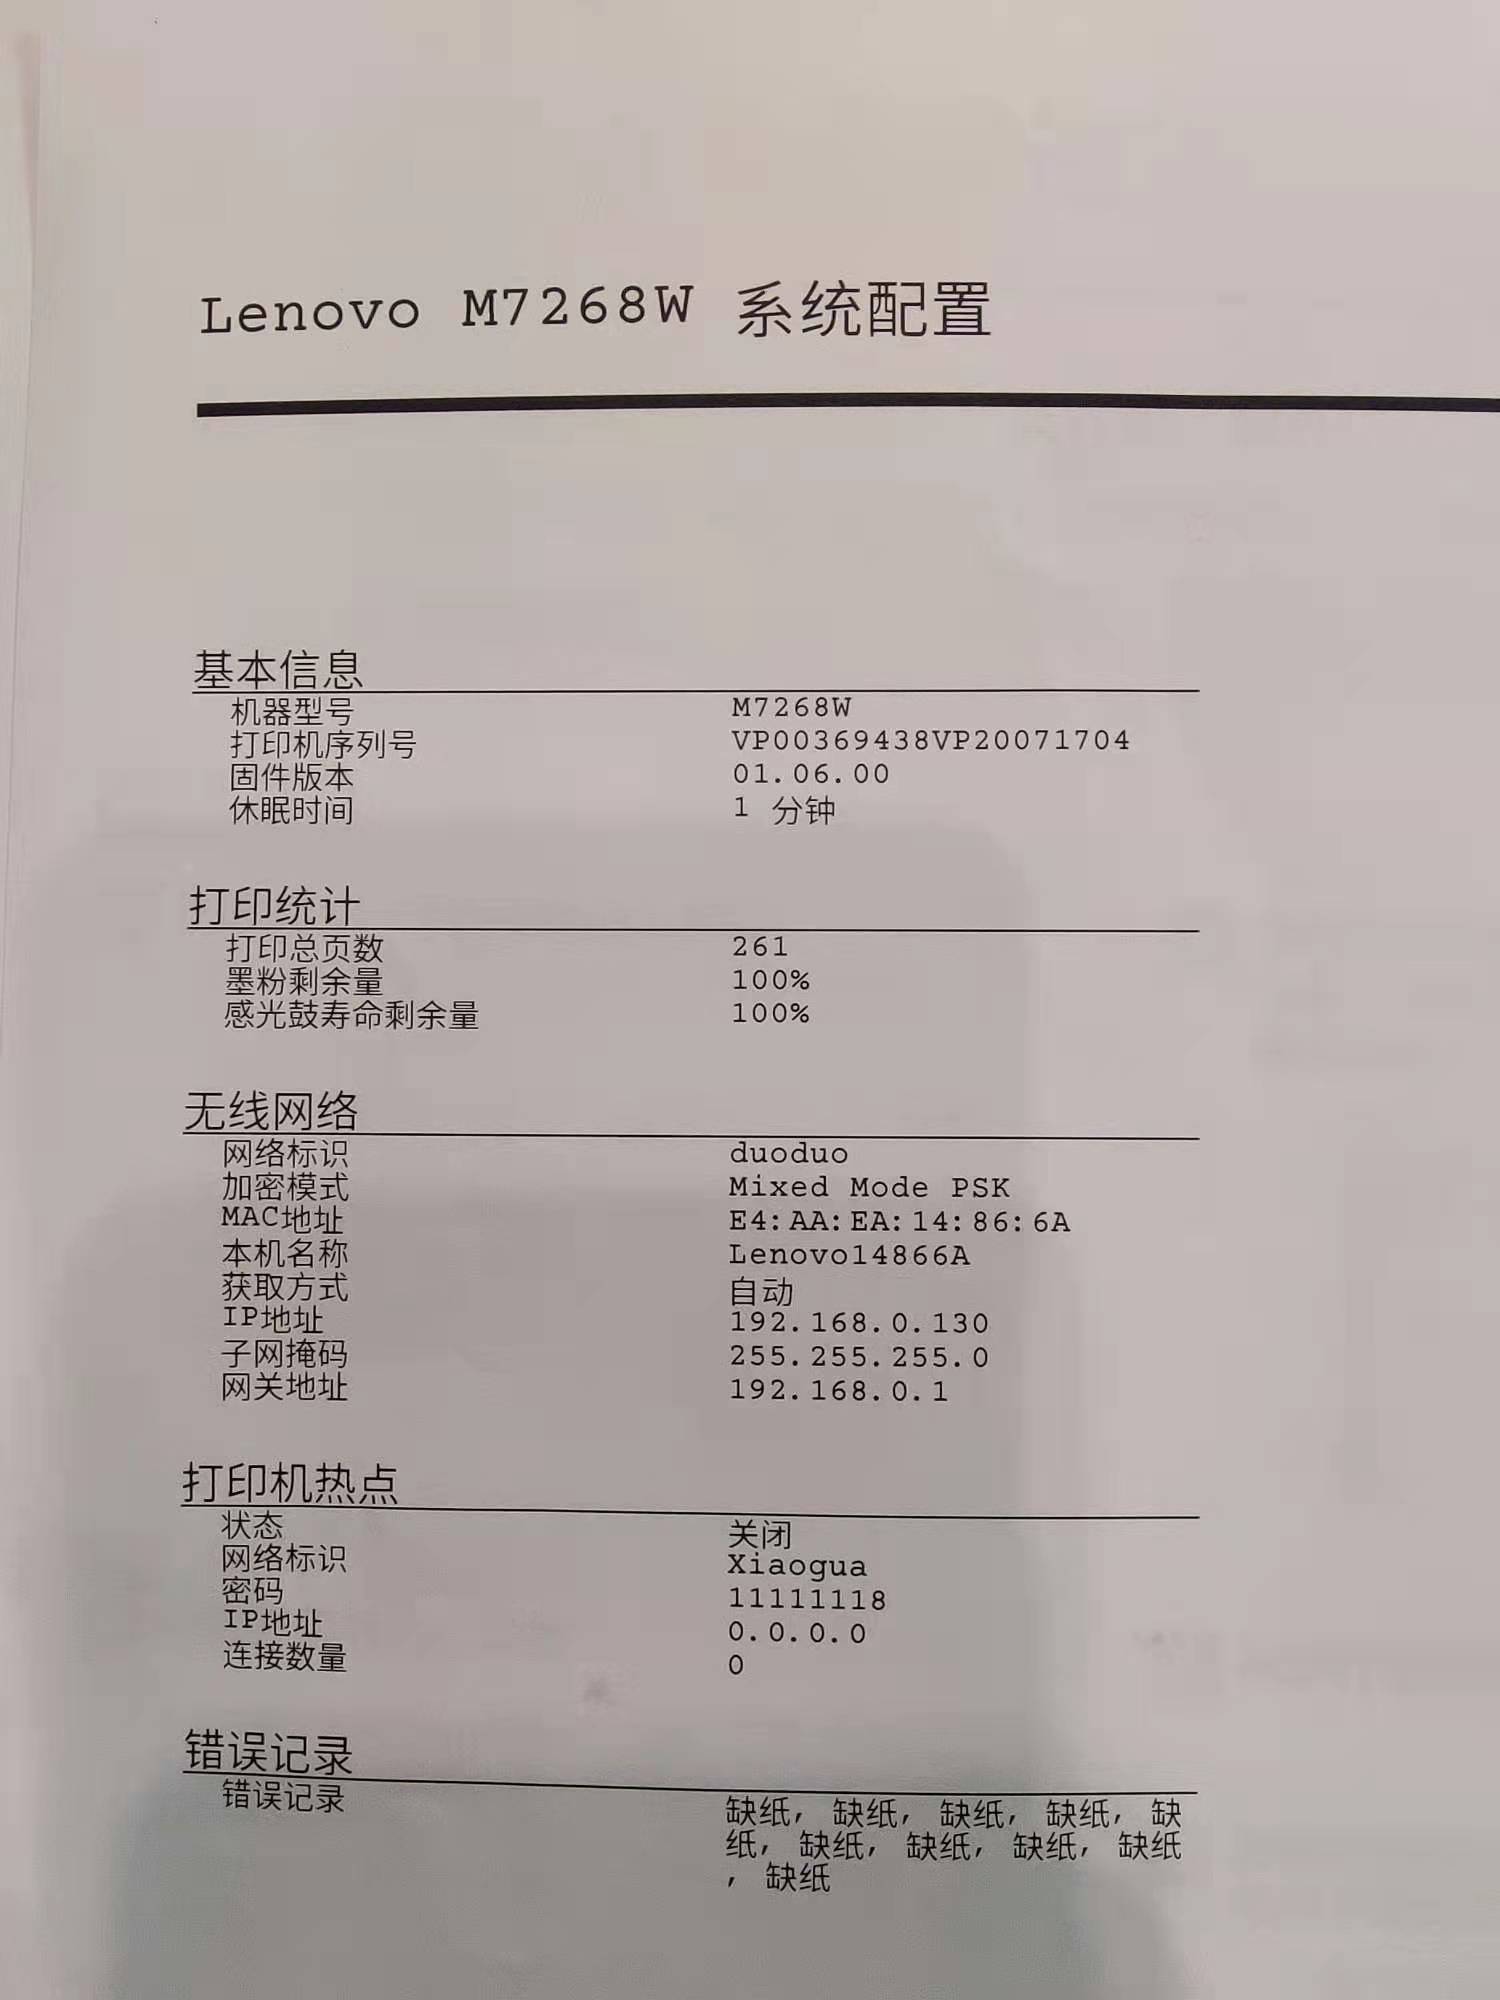 Lenovo M7268W 系统配置
基本信息
机器型号 M7268W
打印机序列号 VP00369438VP20071704
固件版本 01.06.00
休眠时间 1 分钟
打印统计
打印总页数 261
墨粉剩余量 100%
感光鼓寿命剩余量 100%
无线网络
网络标识 duoduo
加密模式 Mixed Mode PSK
MAC地址 E4:AA:EA:14:86:6A
本机名称 Lenovo14866A
获取方式 自动
IP地址 192.168.0.130
子网掩码 255.255.255.0
网关地址 192.168.0.1
打印机热点
状态 关闭
网络标识 Xiaogua
密码 11111118
IP地址 0.0.0.0
连接数量 0
错误记录
错误记录 缺纸, 缺纸, 缺纸, 缺纸, 缺
纸, 缺纸, 缺纸, 缺纸, 缺纸
, 缺纸